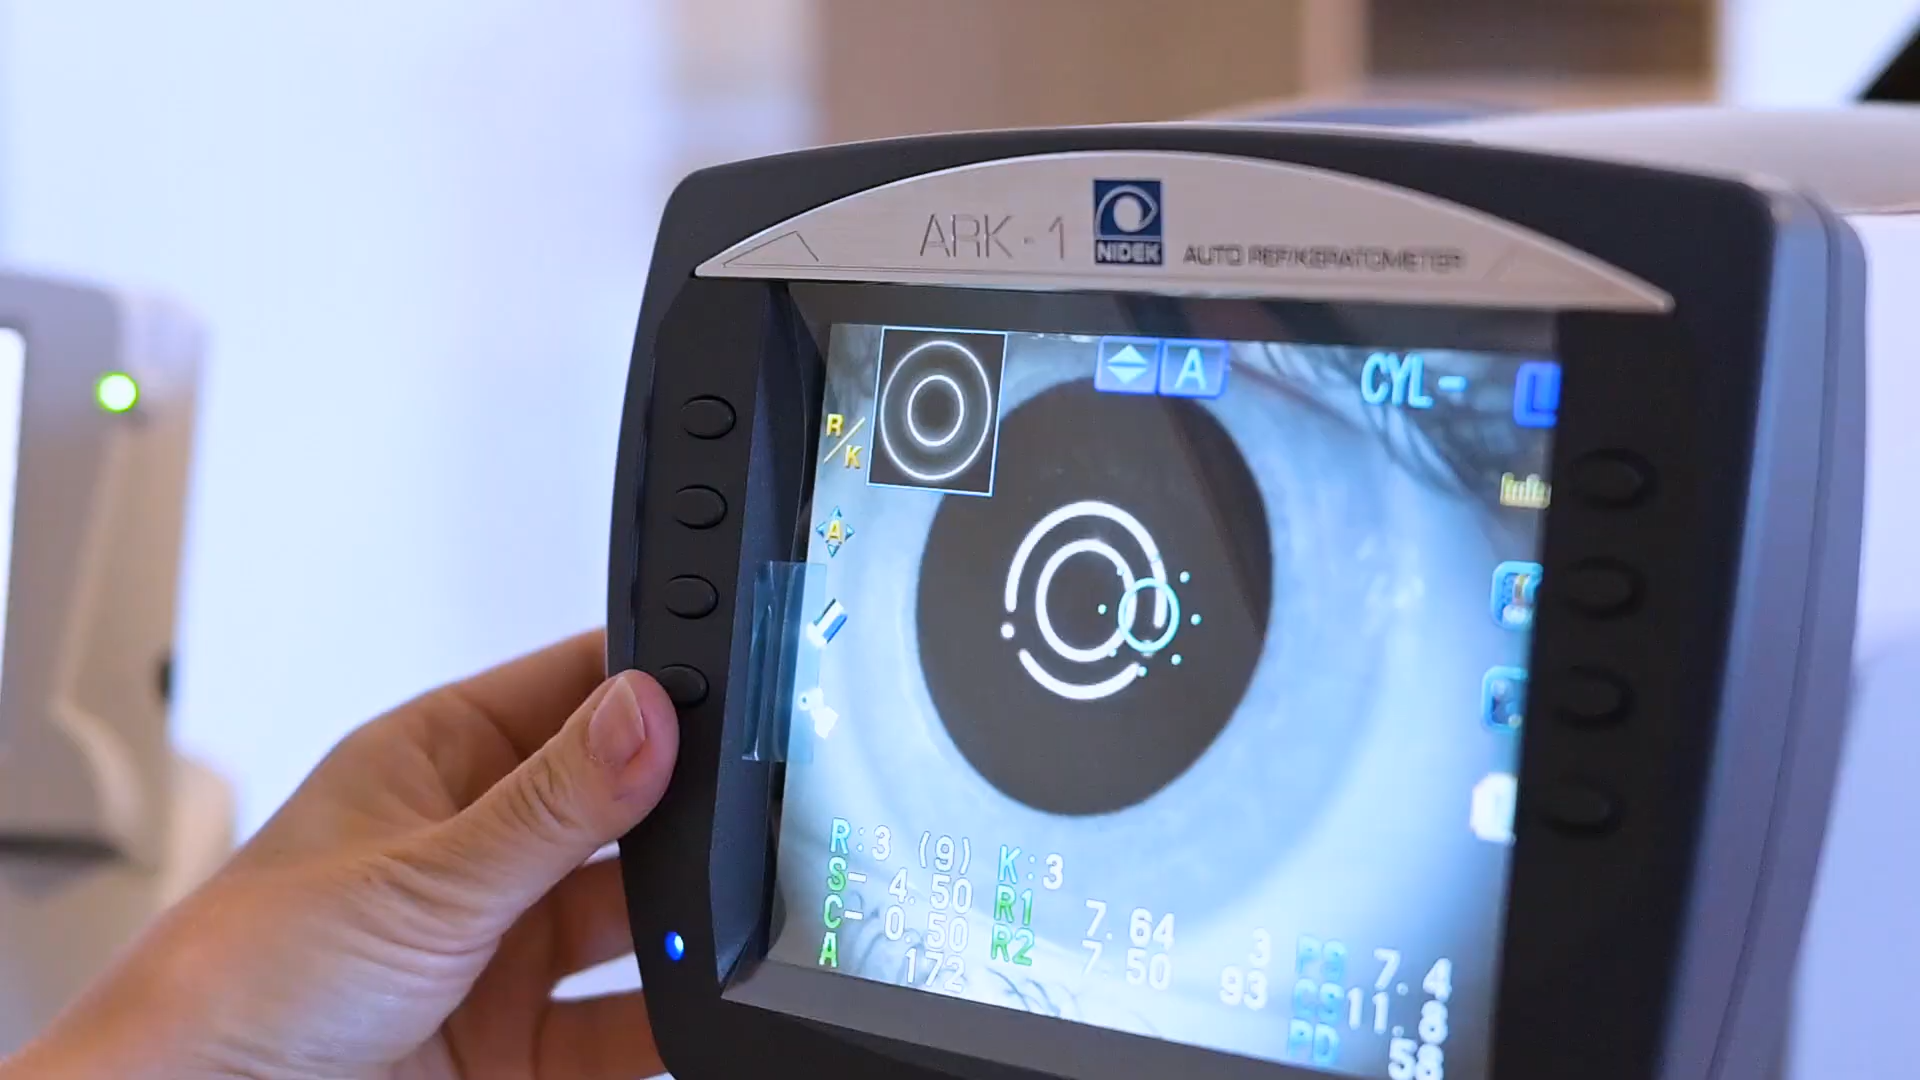 ARK-1 NIDEK AUTO REF/KERATOMETER
A CYL- L
R/K
Info
A
R:3 (9) K:3
S- 4.50 R1 7.64 3 PS 7.4
C- 0.50 R2 7.50 93 CS 11.8
A 172 PD 58